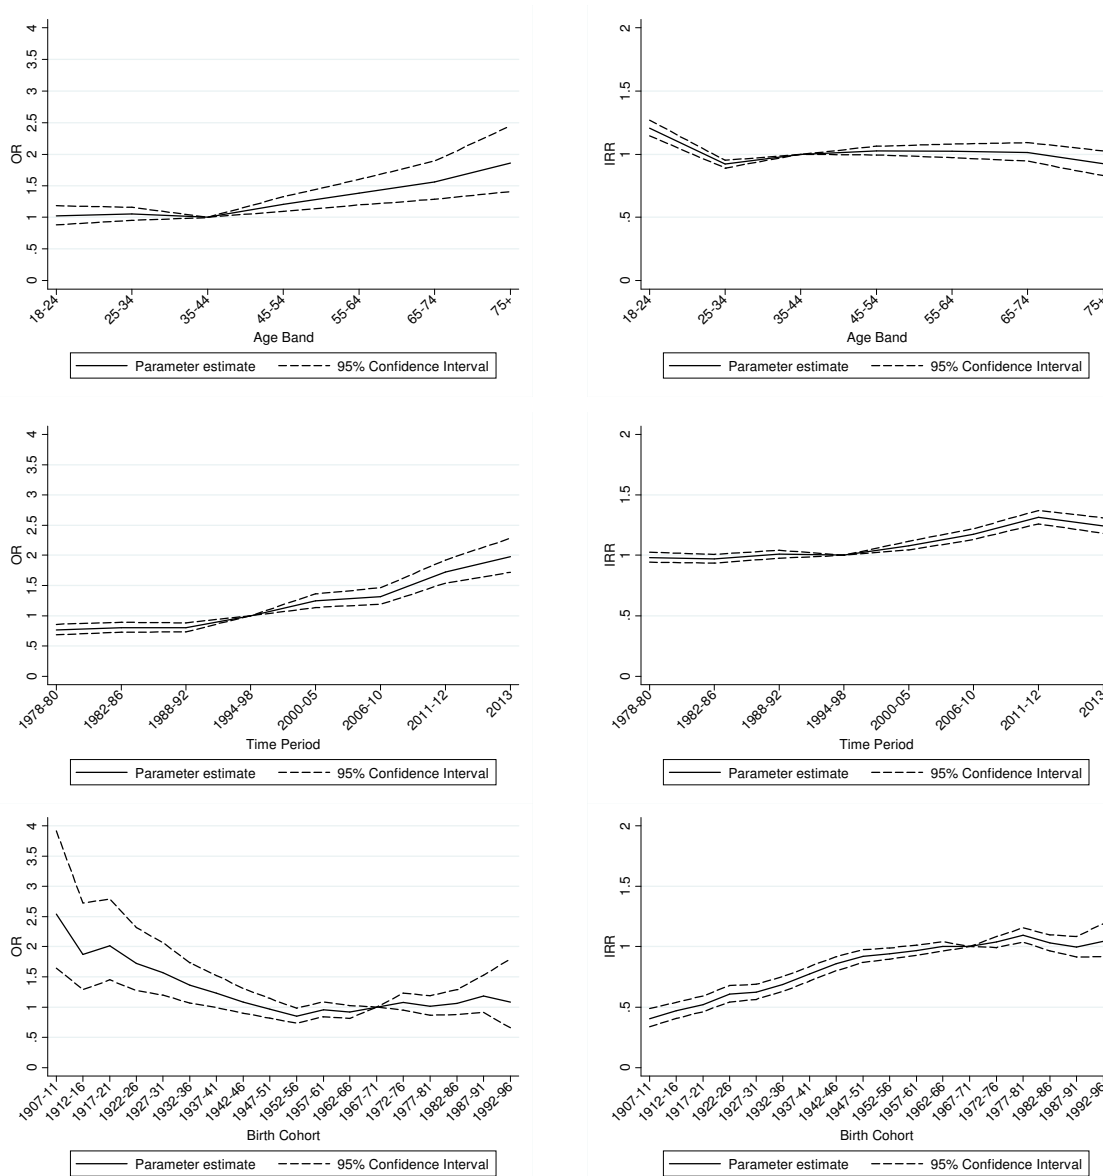 OR
0 .5 1 1.5 2 2.5 3 3.5 4
18-24 25-34 35-44 45-54 55-64 65-74 75+
Age Band
Parameter estimate 95% Confidence Interval
IRR
0 .5 1 1.5 2
18-24 25-34 35-44 45-54 55-64 65-74 75+
Age Band
Parameter estimate 95% Confidence Interval
OR
0 .5 1 1.5 2 2.5 3 3.5 4
1978-80 1982-86 1988-92 1994-98 2000-05 2006-10 2011-12 2013
Time Period
Parameter estimate 95% Confidence Interval
IRR
0 .5 1 1.5 2
1978-80 1982-86 1988-92 1994-98 2000-05 2006-10 2011-12 2013
Time Period
Parameter estimate 95% Confidence Interval
OR
0 .5 1 1.5 2 2.5 3 3.5 4
1907-11 1912-16 1917-21 1922-26 1927-31 1932-36 1937-41 1942-46 1947-51 1952-56 1957-61 1962-66 1967-71 1972-76 1977-81 1982-86 1987-91 1992-96
Birth Cohort
Parameter estimate 95% Confidence Interval
IRR
0 .5 1 1.5 2
1907-11 1912-16 1917-21 1922-26 1927-31 1932-36 1937-41 1942-46 1947-51 1952-56 1957-61 1962-66 1967-71 1972-76 1977-81 1982-86 1987-91 1992-96
Birth Cohort
Parameter estimate 95% Confidence Interval